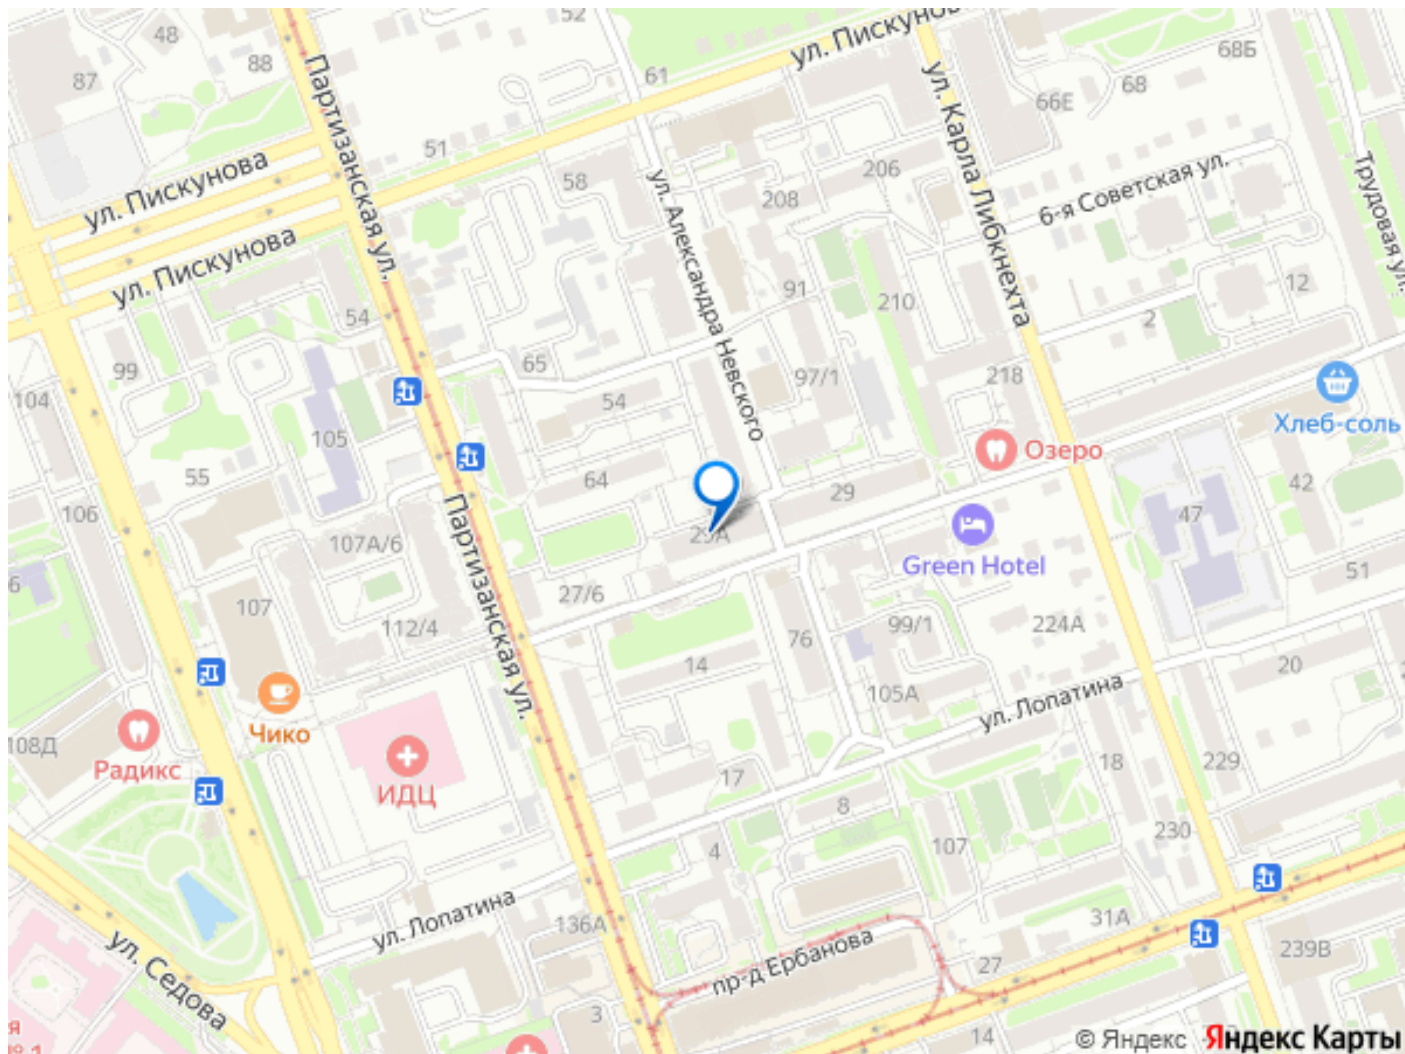 48
52
ул. Пискунова
68Б
88
61
87
68
66Е
51
ул. Карла Либкнехта
Партизанская ул.
206
58
ул. Пискунова
208
6-я Советская ул.
Трудовая ул.
ул. Александра Невского
ул. Пискунова
91
12
210
54
2
65
99
97/1
218
104
54
Хлеб-соль
105
Озеро
55
64
29
42
106
47
107А/6
Green Hotel
Партизанская ул.
51
27/6
107
112/4
99/1
224А
76
14
20
105А
ул. Лопатина
Чико
108Д
Радикс
ИДЦ
17
18
229
8
230
107
4
ул. Лопатина
136А
31А
ул. Седова
пр-д Ербанова
239В
27
3
14
© Яндекс Яндекс Карты